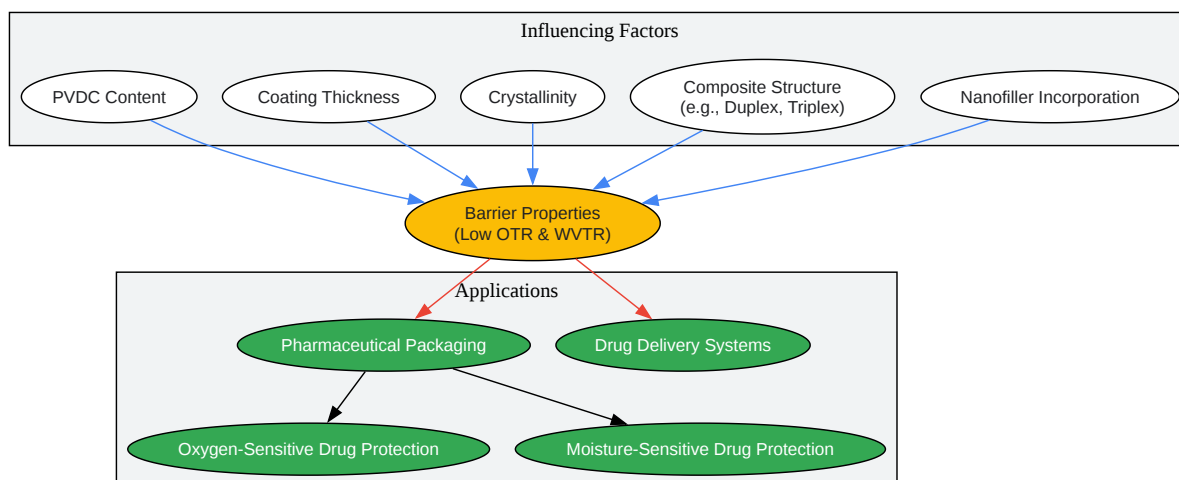 Influencing Factors
PVDC Content
Coating Thickness
Crystallinity
Composite Structure
(e.g., Duplex, Triplex)
Nanofiller Incorporation
Barrier Properties
(Low OTR & WVTR)
Applications
Pharmaceutical Packaging
Drug Delivery Systems
Oxygen-Sensitive Drug Protection
Moisture-Sensitive Drug Protection